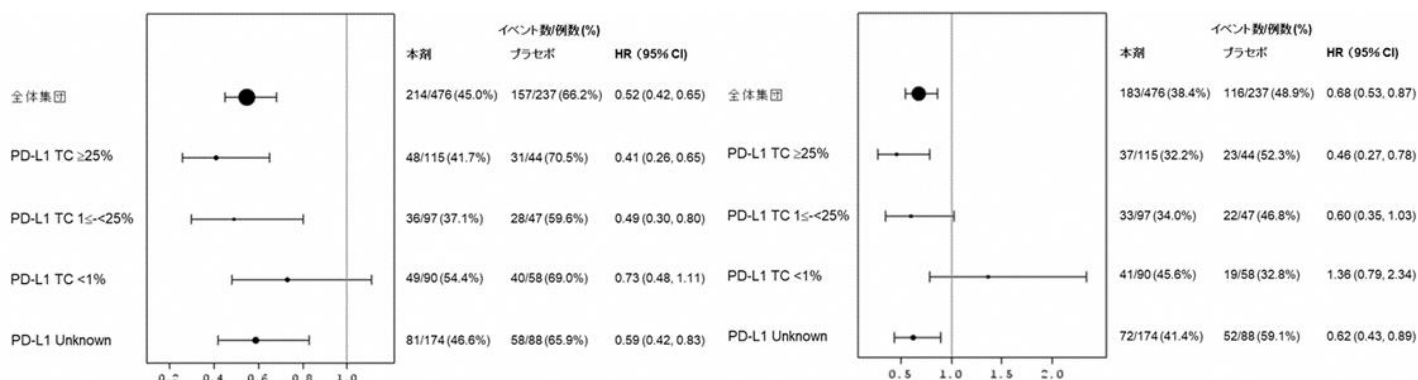 イベント数/例数(%)
本剤 プラセボ HR (95% CI)
全体集団 214/476 (45.0%) 157/237 (66.2%) 0.52 (0.42, 0.65)
PD-L1 TC ≥25% 48/115 (41.7%) 31/44 (70.5%) 0.41 (0.26, 0.65)
PD-L1 TC 1≤-<25% 36/97 (37.1%) 28/47 (59.6%) 0.49 (0.30, 0.80)
PD-L1 TC <1% 49/90 (54.4%) 40/58 (69.0%) 0.73 (0.48, 1.11)
PD-L1 Unknown 81/174 (46.6%) 58/88 (65.9%) 0.59 (0.42, 0.83)
0.2 0.4 0.6 0.8 1.0
イベント数/例数(%)
本剤 プラセボ HR (95% CI)
全体集団 183/476 (38.4%) 116/237 (48.9%) 0.68 (0.53, 0.87)
PD-L1 TC ≥25% 37/115 (32.2%) 23/44 (52.3%) 0.46 (0.27, 0.78)
PD-L1 TC 1≤-<25% 33/97 (34.0%) 22/47 (46.8%) 0.60 (0.35, 1.03)
PD-L1 TC <1% 41/90 (45.6%) 19/58 (32.8%) 1.36 (0.79, 2.34)
PD-L1 Unknown 72/174 (41.4%) 52/88 (59.1%) 0.62 (0.43, 0.89)
0.5 1.0 1.5 2.0